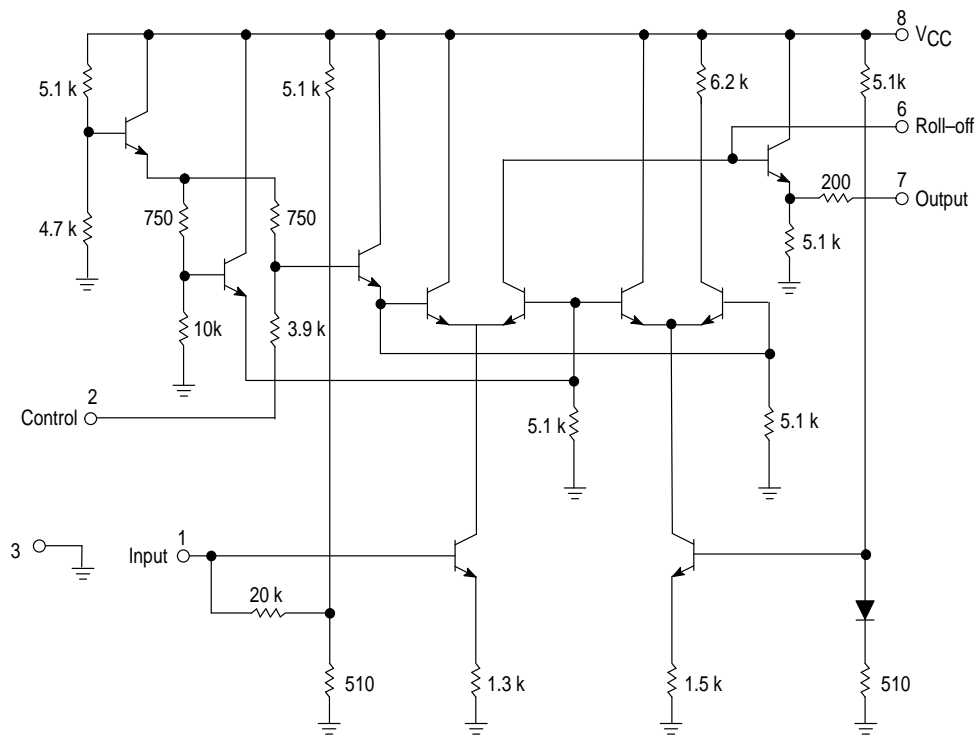 8
VCC
5.1 k
5.1 k
6.2 k
5.1k
6
Roll–off
200
7
Output
4.7 k
750
750
5.1 k
10k
3.9 k
2
Control
5.1 k
5.1 k
3
1
Input
20 k
510
1.3 k
1.5 k
510